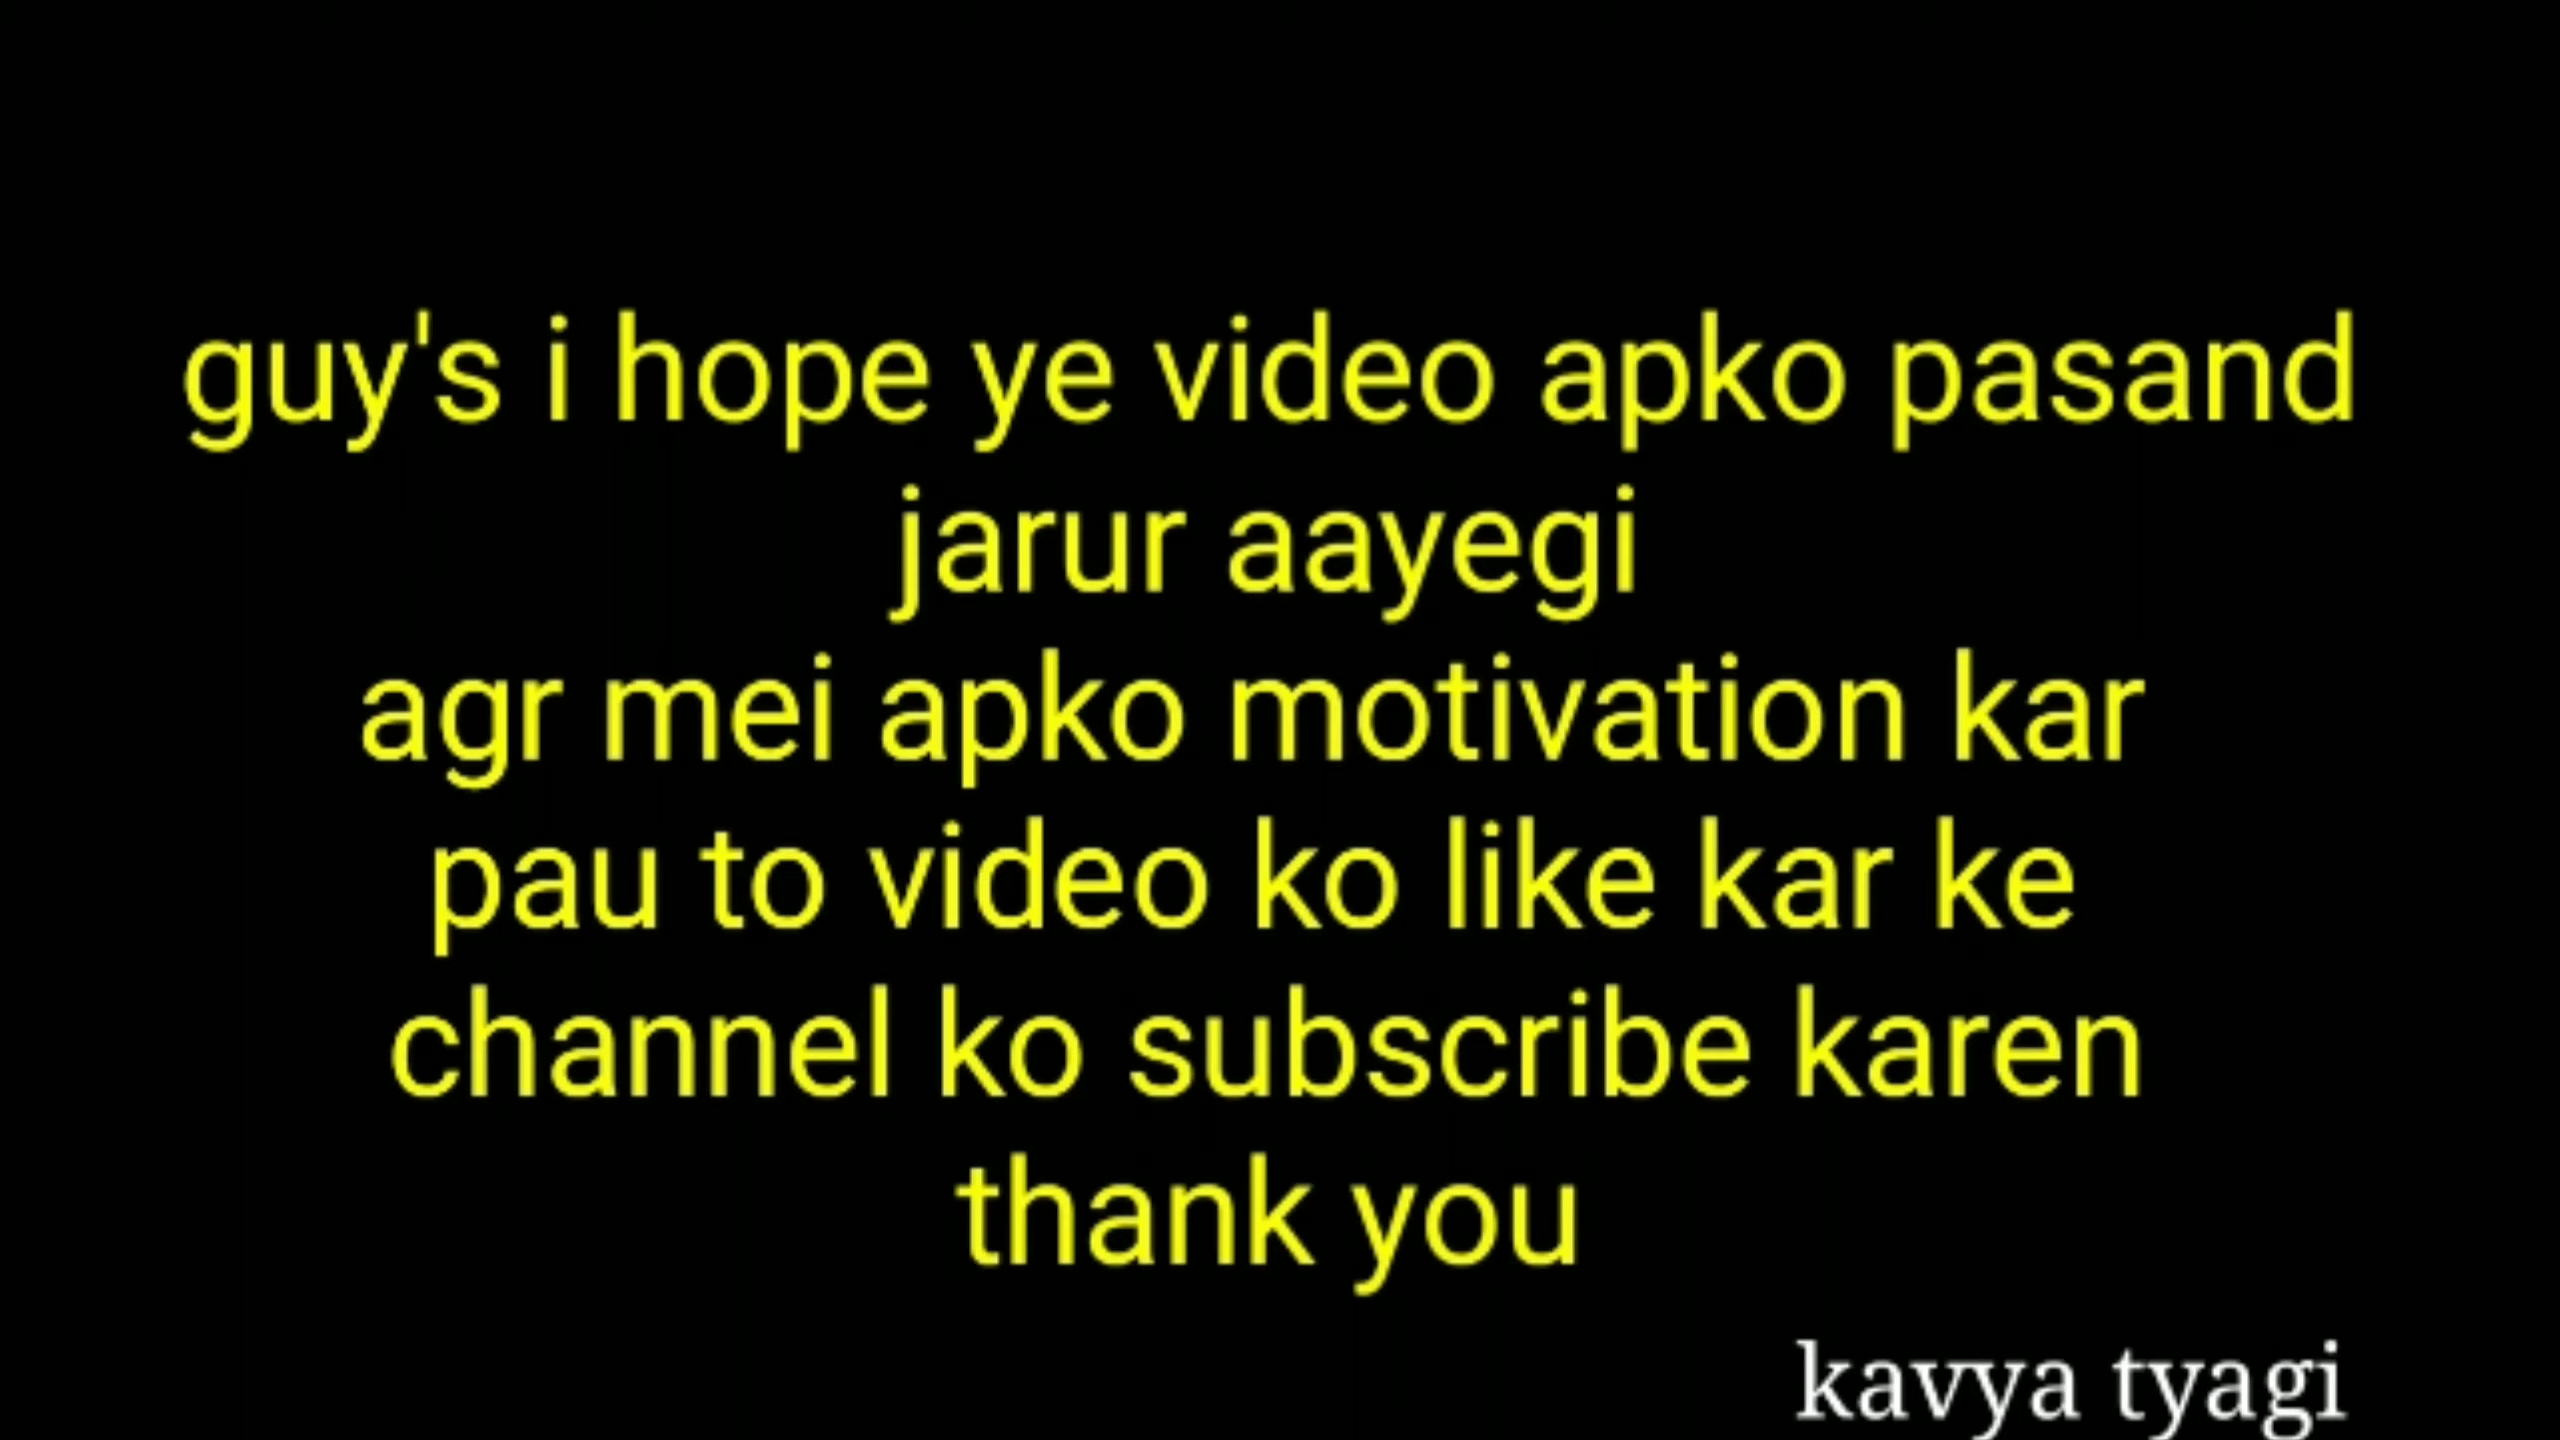 guy's i hope ye video apko pasand
jarur aayegi
agr mei apko motivation kar
pau to video ko like kar ke
channel ko subscribe karen
thank you
kavya tyagi